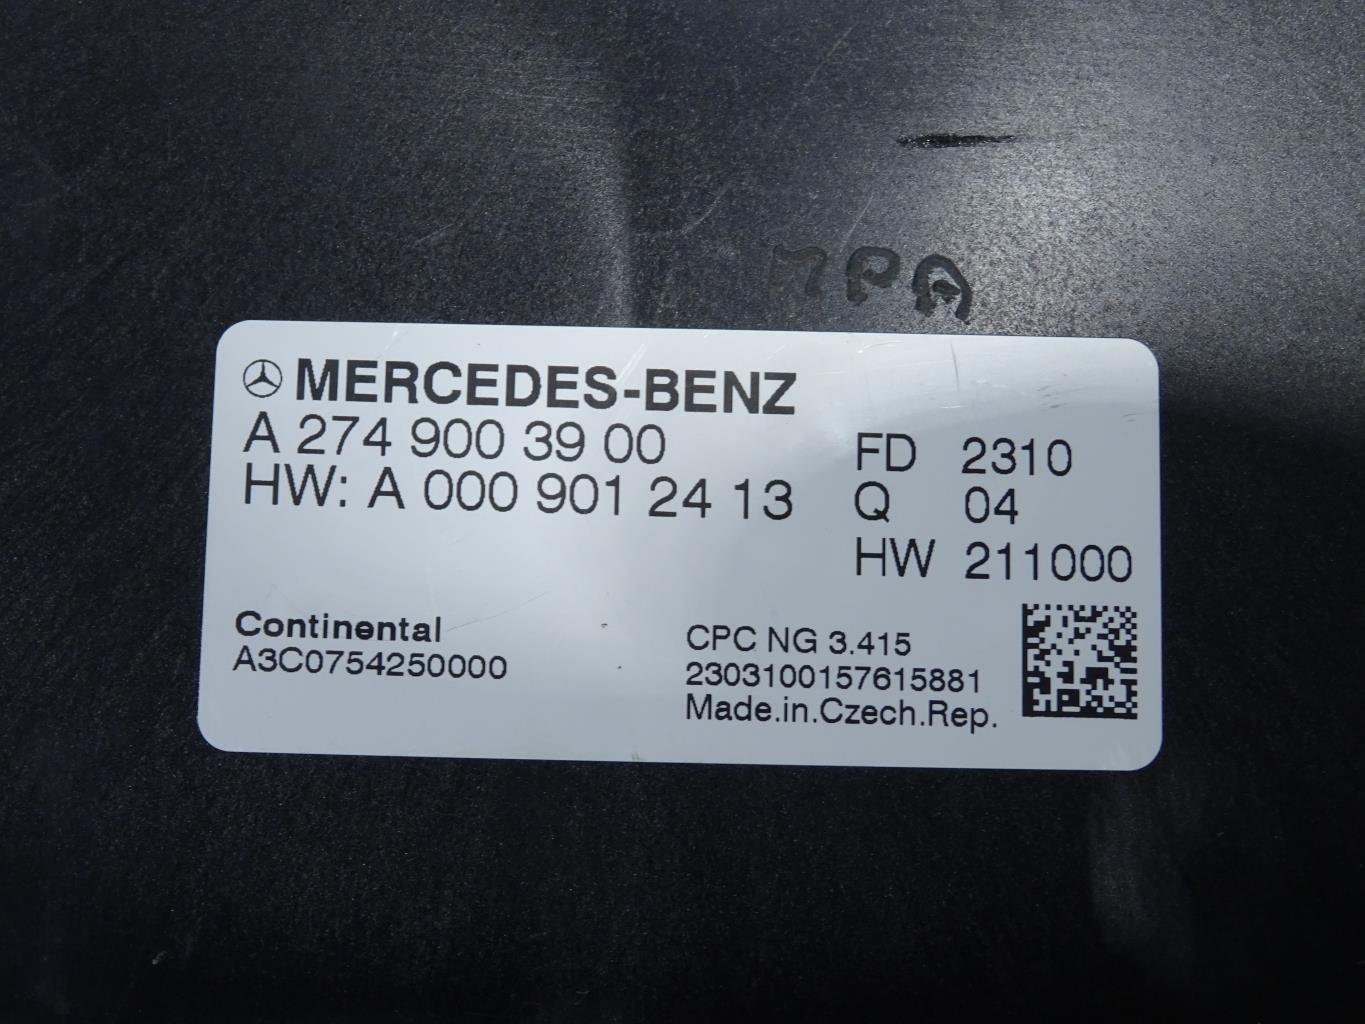 ПРА
MERCEDES-BENZ
A 274 900 39 00
HW: A 000 901 24 13
FD 2310
Q 04
HW 211000
Continental
A3C0754250000
CPC NG 3.415
2303100157615881
Made.in.Czech.Rep.